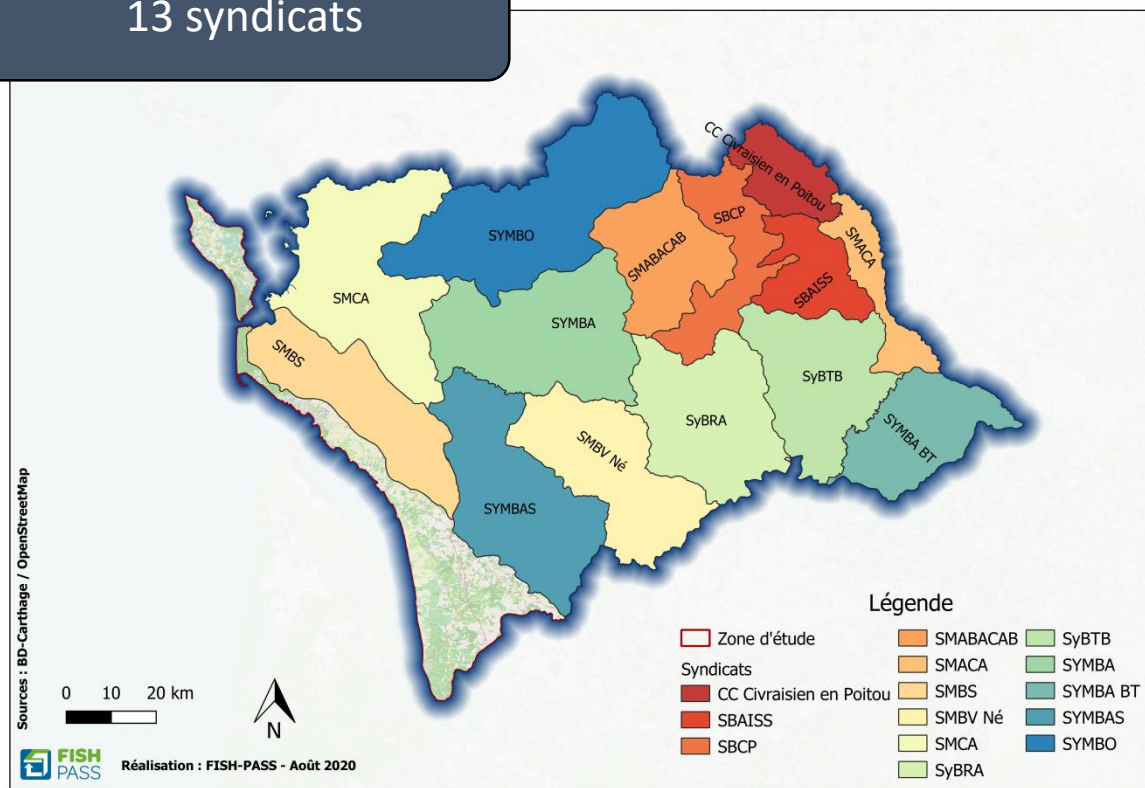 13 syndicats
CC Civraisien en Poitou
SYMBO
SMABACAB
SBCP
SMACA
SBAISS
SMCA
SYMBA
SMBS
SyBTB
SyBRA
SMBV Né
SYMBA BT
SYMBAS
Sources : BD-Carthage / OpenStreetMap
0 10 20 km
N
FISH
PASS
Réalisation : FISH-PASS - Août 2020
Légende
Zone d'étude
Syndicats
CC Civraisien en Poitou
SBAISS
SBCP
SMABACAB
SMACA
SMBS
SMBV Né
SMCA
SyBRA
SyBTB
SYMBA
SYMBA BT
SYMBAS
SYMBO